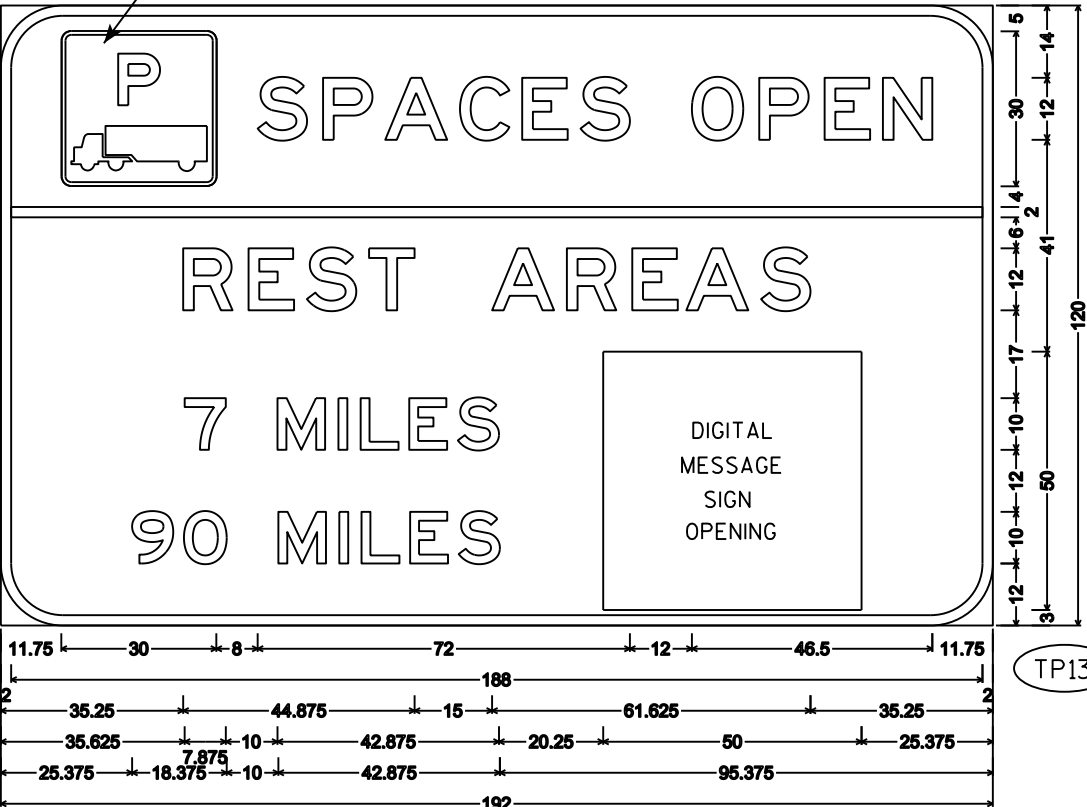 P
SPACES OPEN
REST AREAS
7 MILES
90 MILES
DIGITAL
MESSAGE
SIGN
OPENING
5
30
4
2
6
12
17
10
12
10
12
14
12
41
50
3
120
TP13
11.75 30 8 72 12 46.5 11.75
188
2 2
35.25 44.875 15 61.625 35.25
35.625 7.875 10 42.875 20.25 50 25.375
25.375 18.375 10 42.875 95.375
192